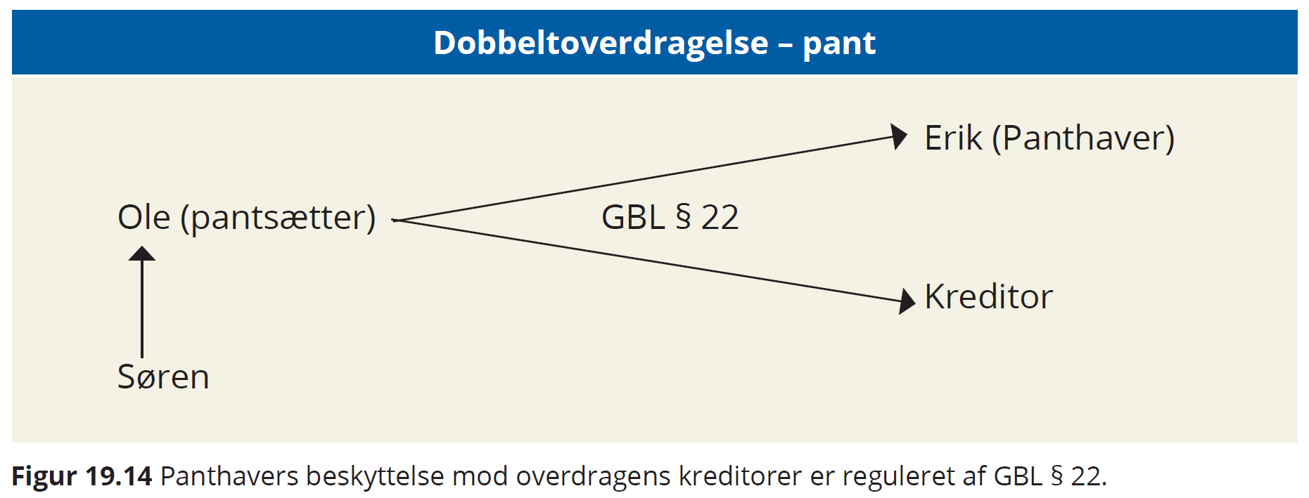 Dobbeltoverdragelse – pant
Erik (Panthaver)
Ole (pantsætter)
GBL § 22
Kreditor
Søren
Figur 19.14 Panthavers beskyttelse mod overdragens kreditorer er reguleret af GBL § 22.